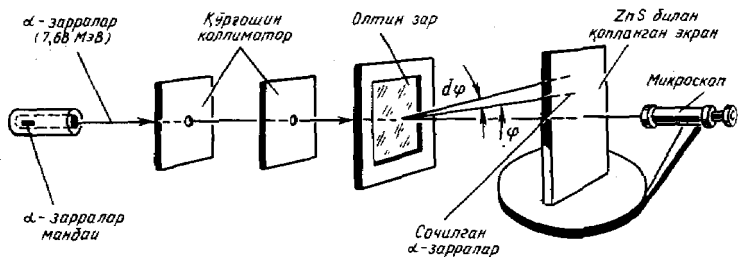 α-зарралар
(7,68 МэВ)
Қўрғошин
коллиматор
Олтин зар
ZnS билан
қопланган экран
Микроскоп
dφ
φ
α-зарралар
манбаи
Сочилган
α-зарралар